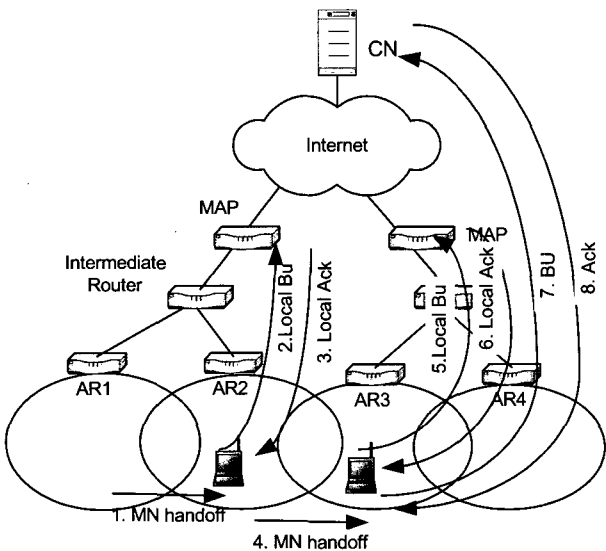 CN
Internet
MAP
MAP
Intermediate
Router
2.Local Bu
3. Local Ack
5.Local Bu
6. Local Ack
7. BU
8. Ack
AR1
AR2
AR3
AR4
1. MN handoff
4. MN handoff